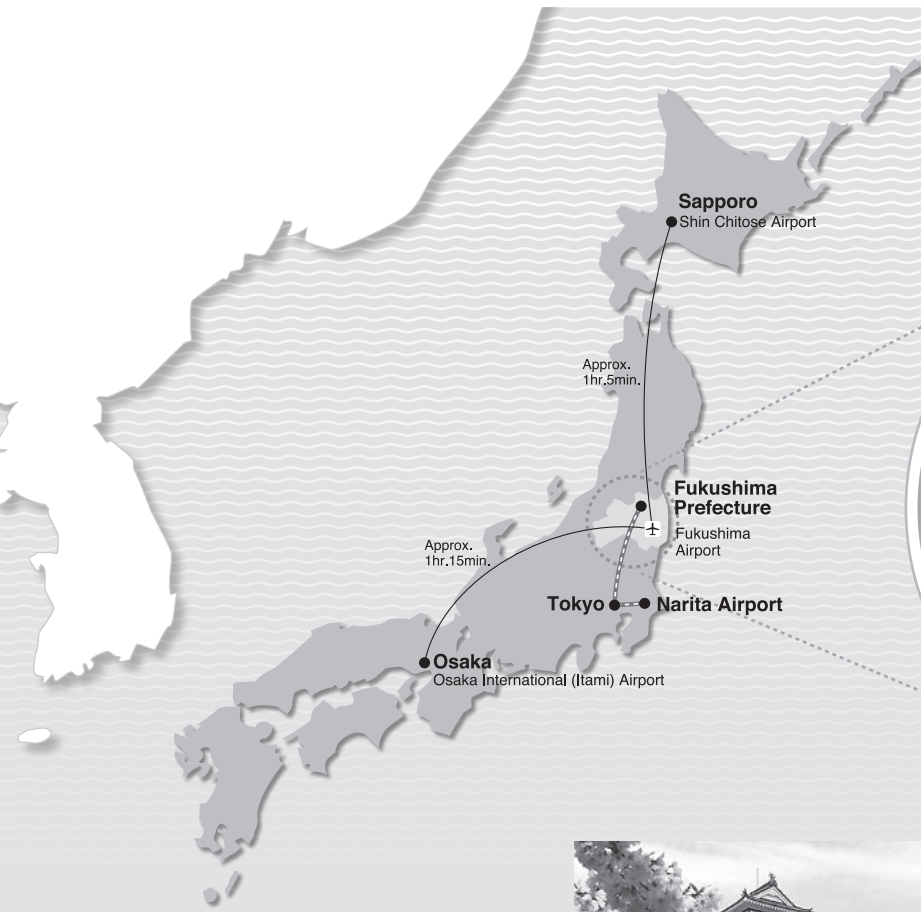 Sapporo
Shin Chitose Airport
Approx.
1hr.5min.
Fukushima
Prefecture
Fukushima
Airport
Approx.
1hr.15min.
Tokyo
Narita Airport
Osaka
Osaka International (Itami) Airport